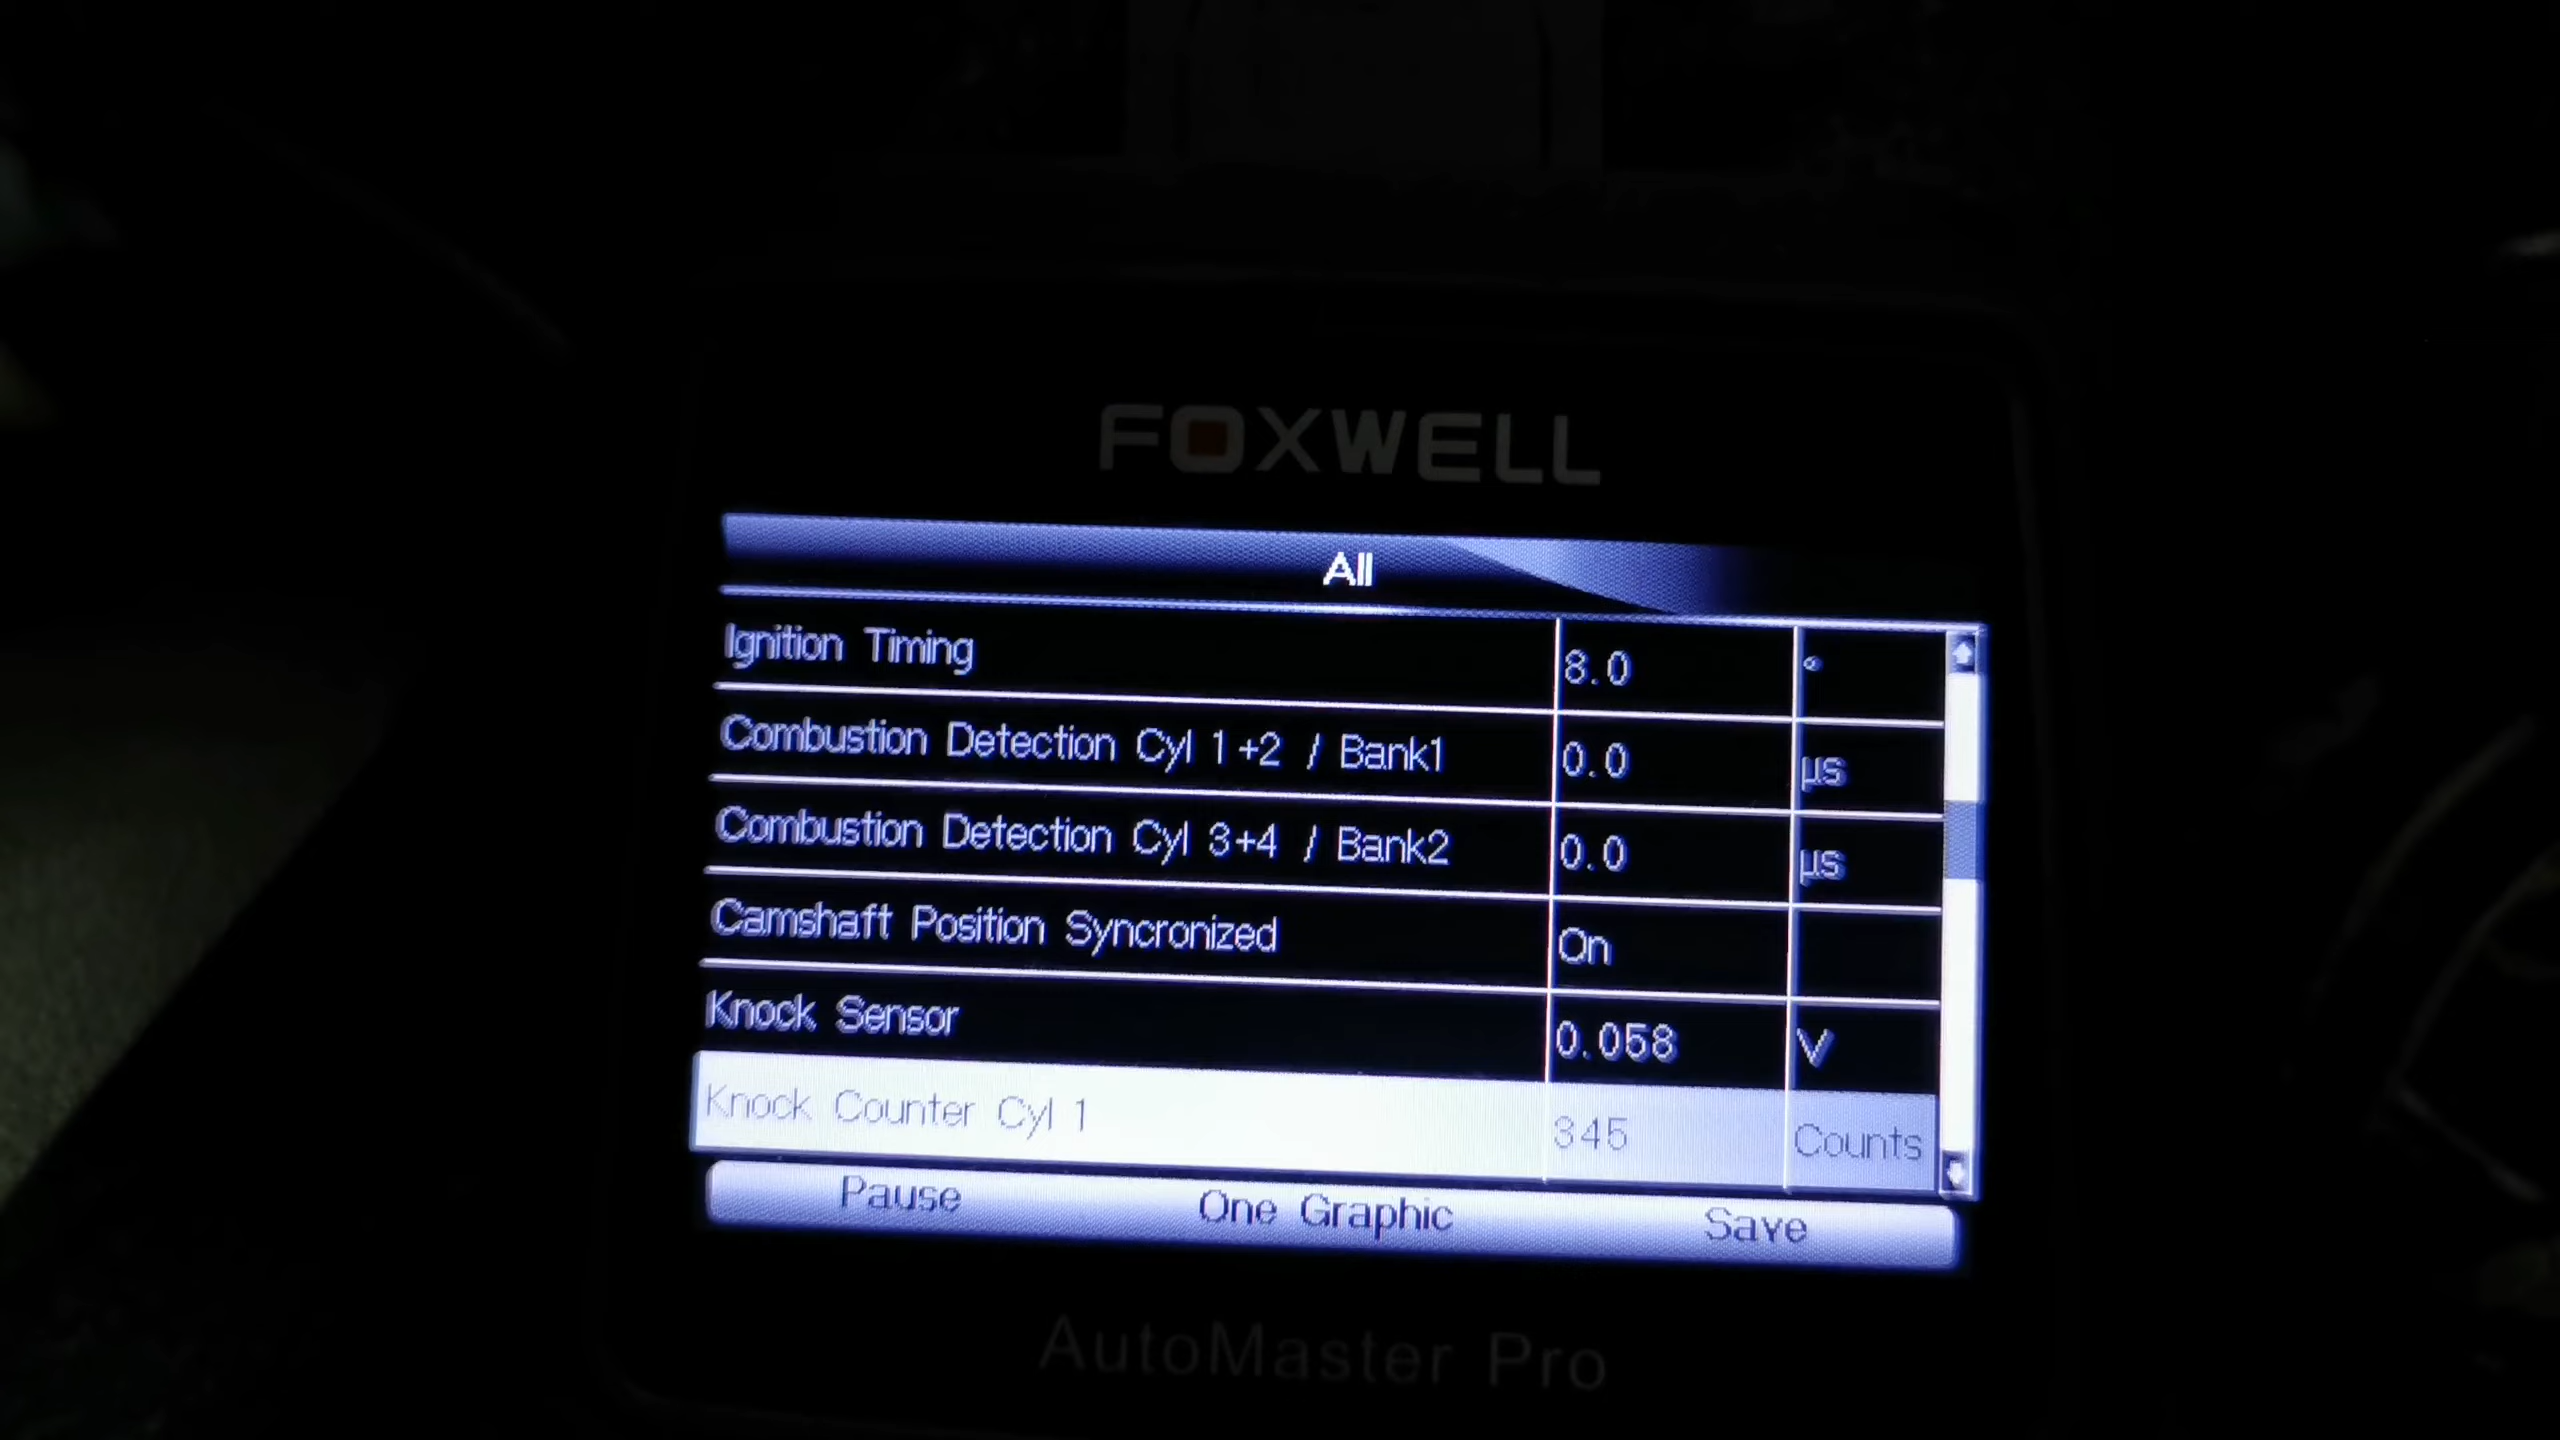 FOXWELL
All
Ignition Timing 8.0 °
Combustion Detection Cyl 1+2 / Bank1 0.0 µs
Combustion Detection Cyl 3+4 / Bank2 0.0 µs
Camshaft Position Syncronized On
Knock Sensor 0.058 V
Knock Counter Cyl 1 345 Counts
Pause One Graphic Save
AutoMaster Pro